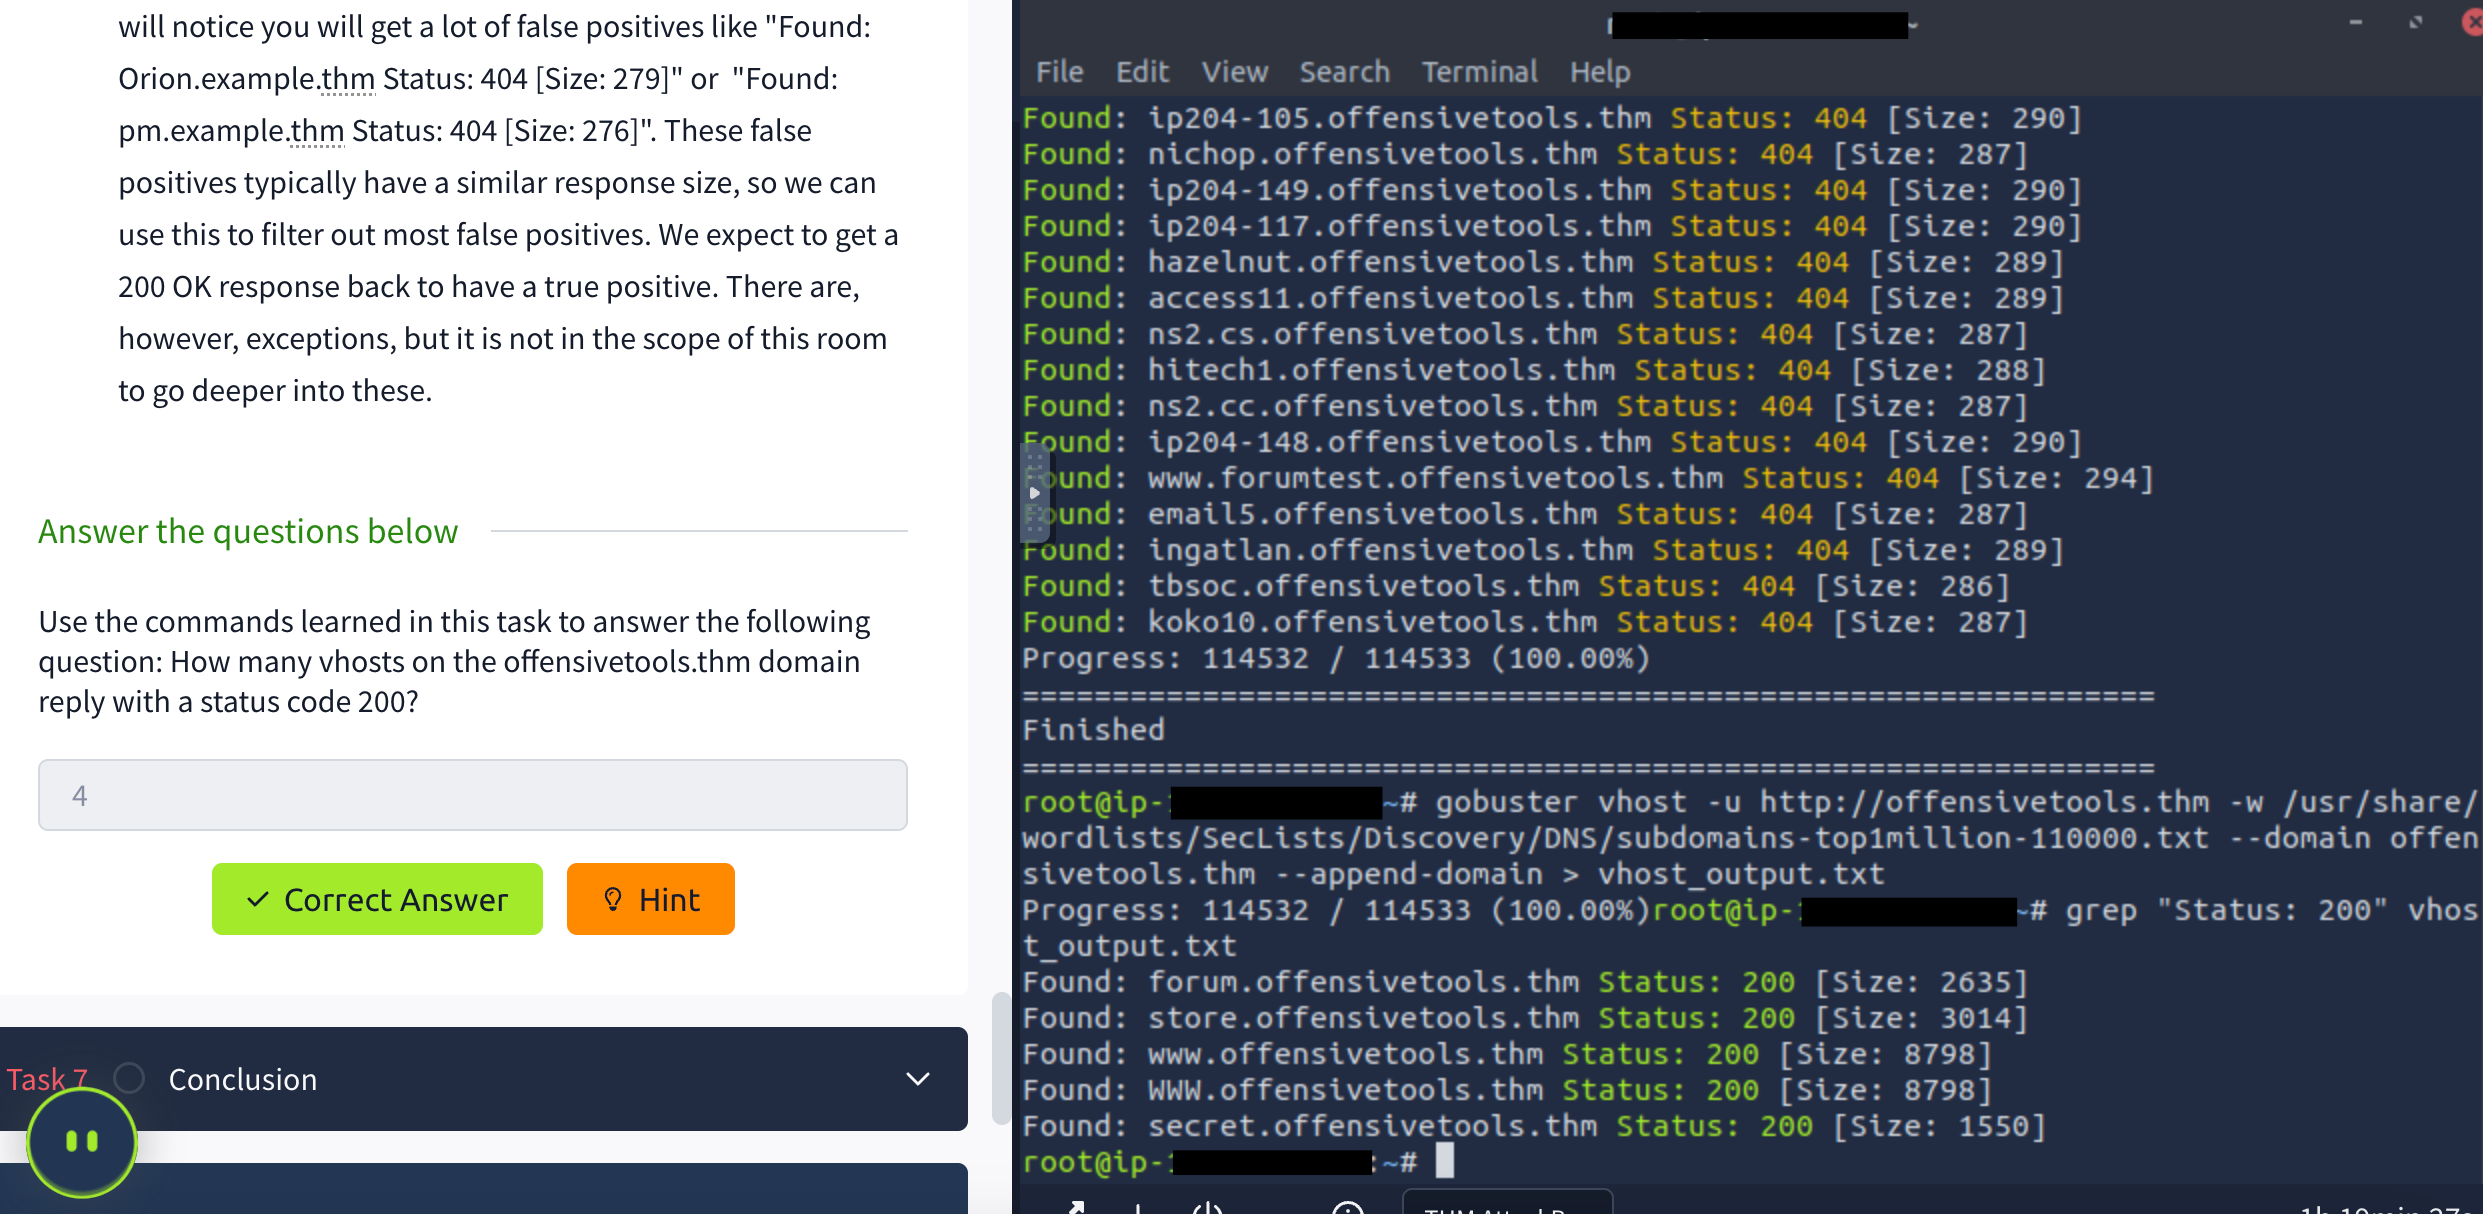 will notice you will get a lot of false positives like "Found:
Orion.example.thm Status: 404 [Size: 279]" or "Found:
pm.example.thm Status: 404 [Size: 276]". These false
positives typically have a similar response size, so we can
use this to filter out most false positives. We expect to get a
200 OK response back to have a true positive. There are,
however, exceptions, but it is not in the scope of this room
to go deeper into these.
Answer the questions below
Use the commands learned in this task to answer the following
question: How many vhosts on the offensivetools.thm domain
reply with a status code 200?
4
Correct Answer
Hint
Task 7
Conclusion
File Edit View Search Terminal Help
Found: ip204-105.offensivetools.thm Status: 404 [Size: 290]
Found: nichop.offensivetools.thm Status: 404 [Size: 287]
Found: ip204-149.offensivetools.thm Status: 404 [Size: 290]
Found: ip204-117.offensivetools.thm Status: 404 [Size: 290]
Found: hazelnut.offensivetools.thm Status: 404 [Size: 289]
Found: access11.offensivetools.thm Status: 404 [Size: 289]
Found: ns2.cs.offensivetools.thm Status: 404 [Size: 287]
Found: hitech1.offensivetools.thm Status: 404 [Size: 288]
Found: ns2.cc.offensivetools.thm Status: 404 [Size: 287]
Found: ip204-148.offensivetools.thm Status: 404 [Size: 290]
Found: www.forumtest.offensivetools.thm Status: 404 [Size: 294]
Found: email5.offensivetools.thm Status: 404 [Size: 287]
Found: ingatlan.offensivetools.thm Status: 404 [Size: 289]
Found: tbsoc.offensivetools.thm Status: 404 [Size: 286]
Found: koko10.offensivetools.thm Status: 404 [Size: 287]
Progress: 114532 / 114533 (100.00%)
===============================================================
Finished
===============================================================
root@ip- ~# gobuster vhost -u http://offensivetools.thm -w /usr/share/
wordlists/SecLists/Discovery/DNS/subdomains-top1million-110000.txt --domain offen
sivetools.thm --append-domain > vhost_output.txt
Progress: 114532 / 114533 (100.00%)root@ip- ~# grep "Status: 200" vhos
t_output.txt
Found: forum.offensivetools.thm Status: 200 [Size: 2635]
Found: store.offensivetools.thm Status: 200 [Size: 3014]
Found: www.offensivetools.thm Status: 200 [Size: 8798]
Found: WWW.offensivetools.thm Status: 200 [Size: 8798]
Found: secret.offensivetools.thm Status: 200 [Size: 1550]
root@ip- :~#